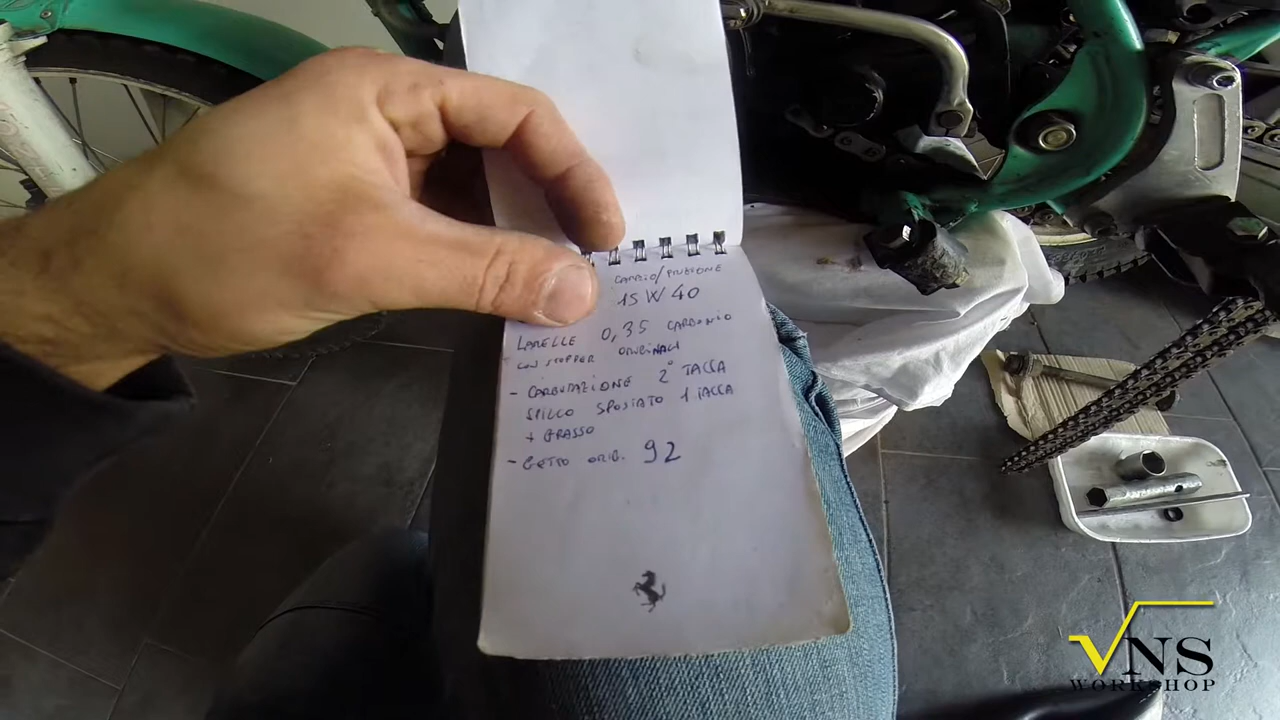 CAMBIO/FRIZIONE
15W40
LAMELLE 0,35 CARBONIO
CON STOPPER ORIGINALI
- CARBURAZIONE 2° TACCA
SPILLO SPOSTATO 1 TACCA
+ GRASSO
- GETTO ORIG. 92
VNS
WORKSHOP